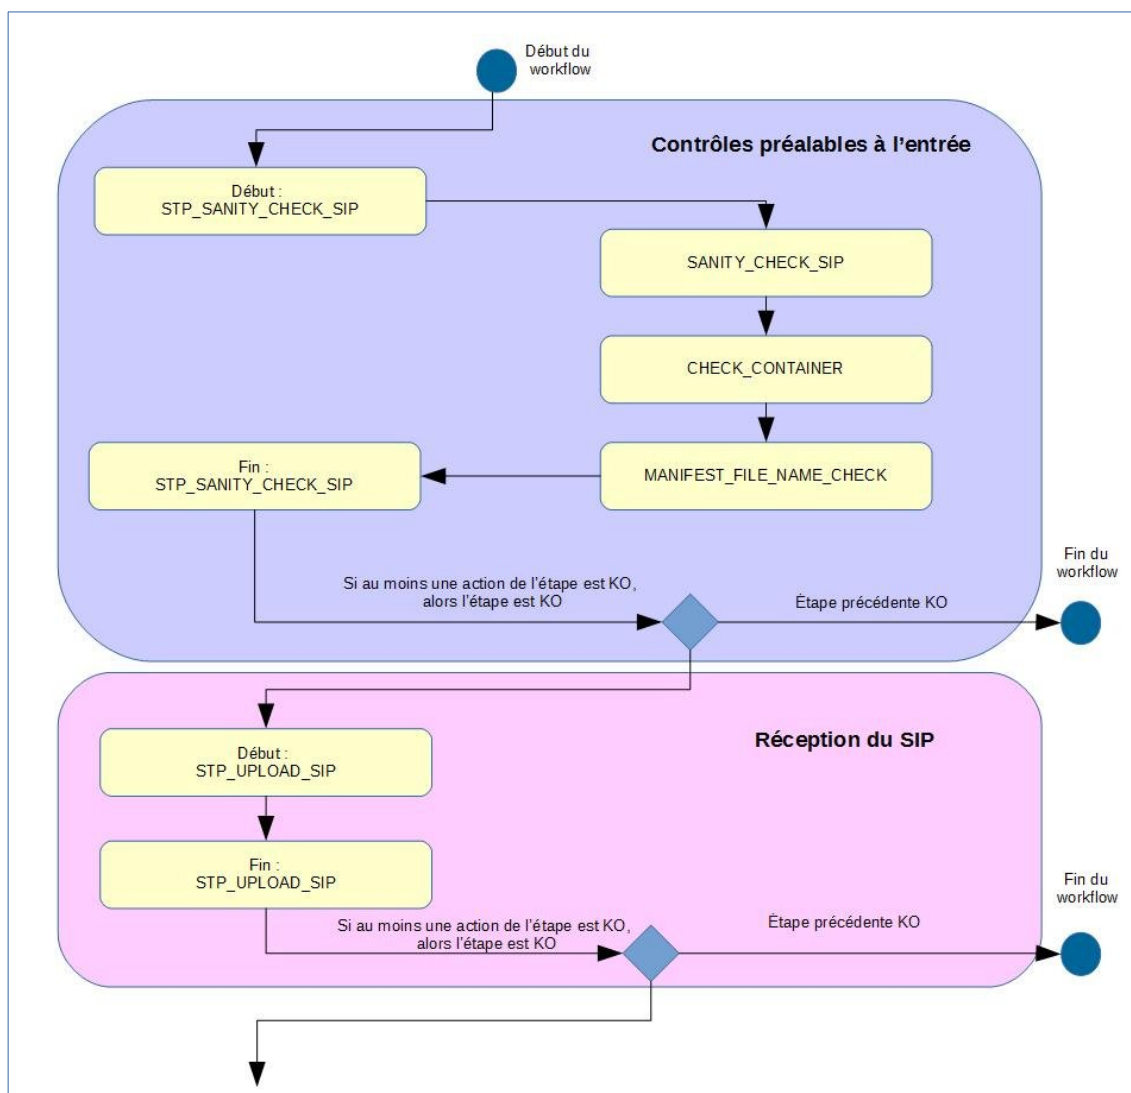 Début du
workflow
Contrôles préalables à l'entrée
Début :
STP_SANITY_CHECK_SIP
SANITY_CHECK_SIP
CHECK_CONTAINER
Fin :
STP_SANITY_CHECK_SIP
MANIFEST_FILE_NAME_CHECK
Fin du
workflow
Si au moins une action de l'étape est KO,
alors l'étape est KO
Étape précédente KO
Réception du SIP
Début :
STP_UPLOAD_SIP
Fin :
STP_UPLOAD_SIP
Fin du
workflow
Si au moins une action de l'étape est KO,
alors l'étape est KO
Étape précédente KO